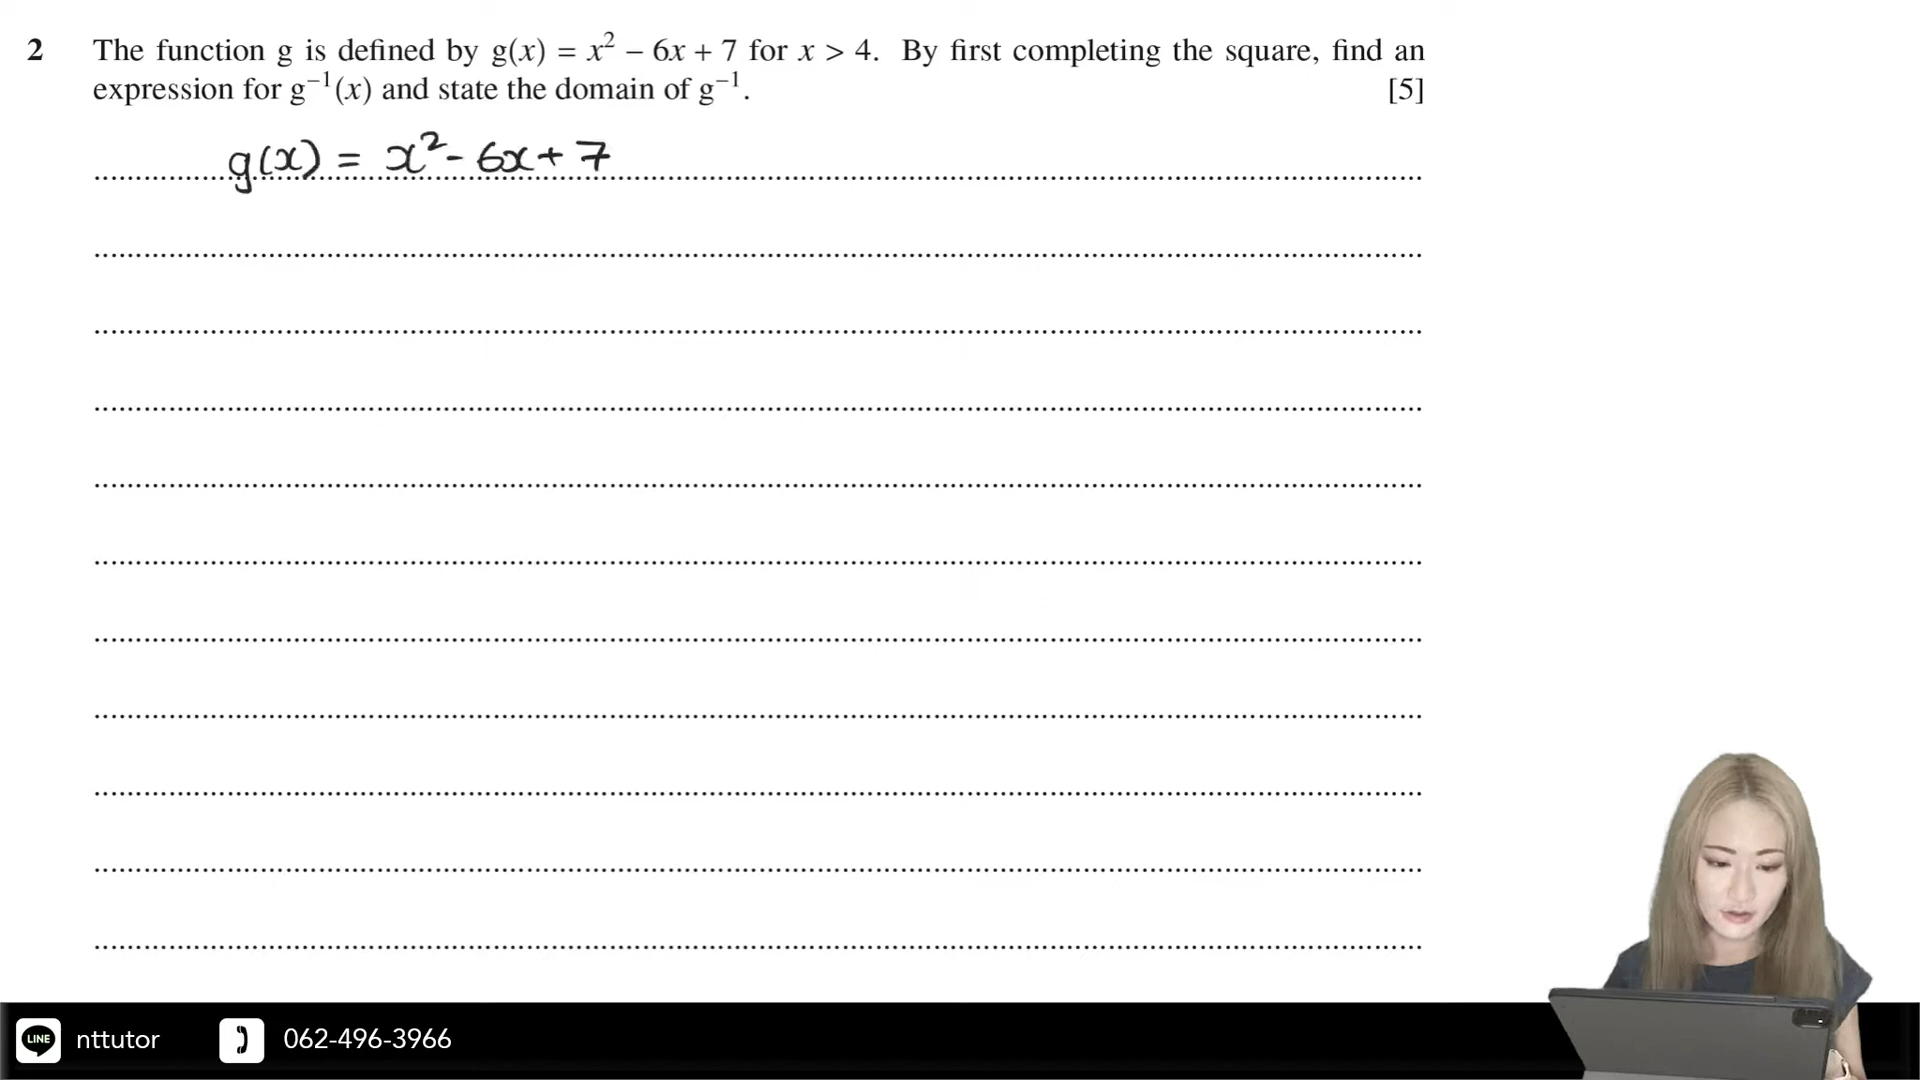 2 The function g is defined by g(x) = x² – 6x + 7 for x > 4. By first completing the square, find an
expression for g⁻¹(x) and state the domain of g⁻¹. [5]
g(x) = x² - 6x + 7
LINE nttutor 062-496-3966